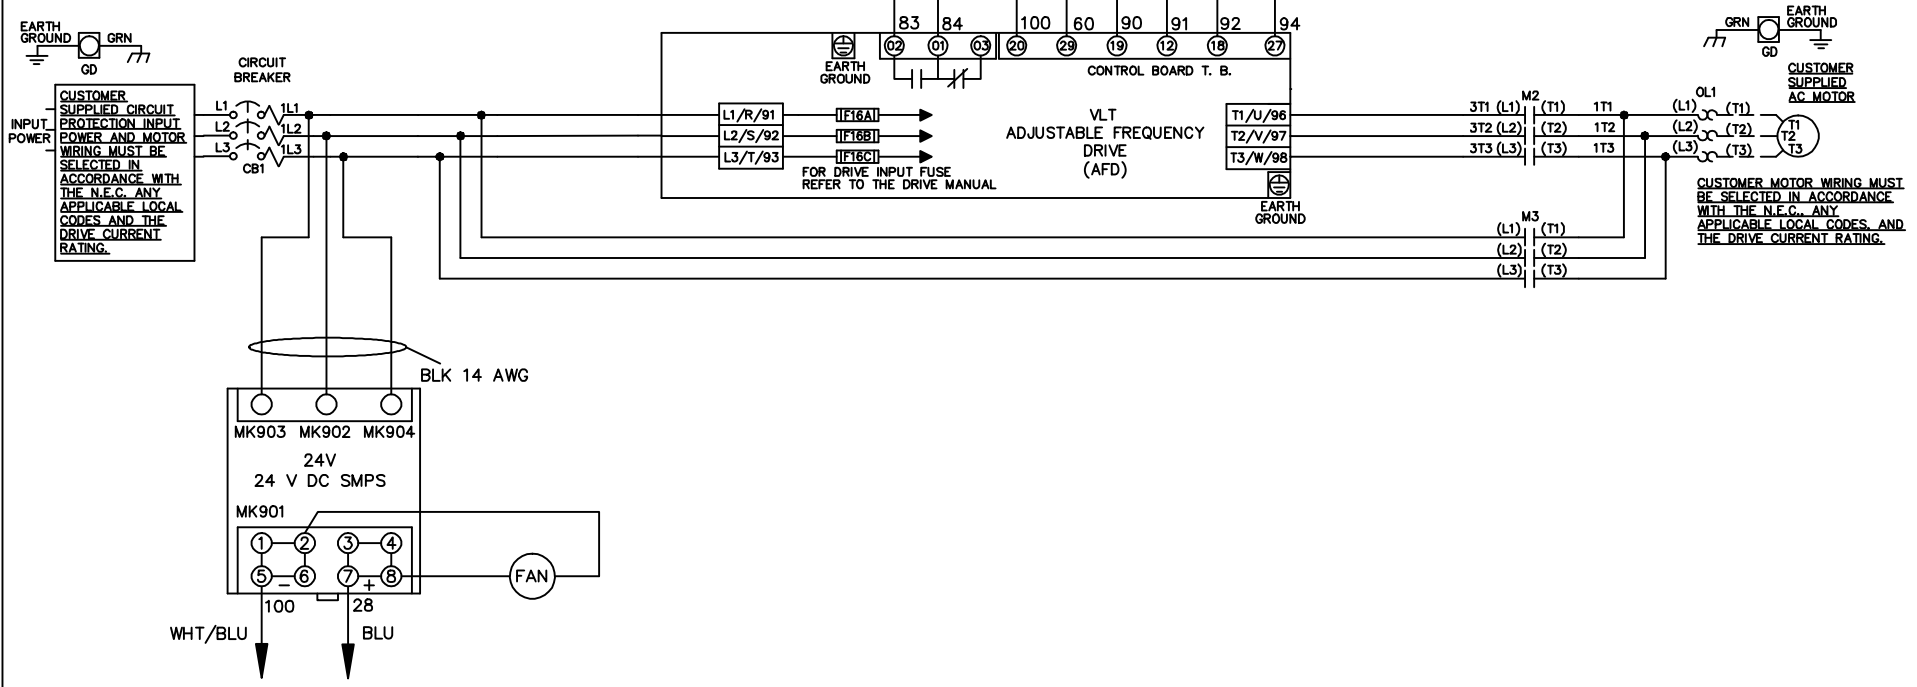 83 84 100 60 90 91 92 94
EARTH
GROUND
GRN
GD
02 01 03 20 29 19 12 18 27
EARTH
GROUND
CONTROL BOARD T. B.
GRN
EARTH
GROUND
GD
CIRCUIT
BREAKER
INPUT
POWER
CUSTOMER
SUPPLIED CIRCUIT
PROTECTION INPUT
POWER AND MOTOR
WIRING MUST BE
SELECTED IN
ACCORDANCE WITH
THE N.E.C. ANY
APPLICABLE LOCAL
CODES AND THE
DRIVE CURRENT
RATING.
L1 1L1
L2 1L2
L3 1L3
CB1
L1/R/91 IF16A
L2/S/92 IF16B
L3/T/93 IF16C
FOR DRIVE INPUT FUSE
REFER TO THE DRIVE MANUAL
VLT
ADJUSTABLE FREQUENCY
DRIVE
(AFD)
T1/U/96
T2/V/97
T3/W/98
EARTH
GROUND
M2
3T1 (L1) (T1) 1T1
3T2 (L2) (T2) 1T2
3T3 (L3) (T3) 1T3
OL1
(L1) (T1)
(L2) (T2)
(L3) (T3)
CUSTOMER
SUPPLIED
AC MOTOR
T1
T2
T3
CUSTOMER MOTOR WIRING MUST
BE SELECTED IN ACCORDANCE
WITH THE N.E.C., ANY
APPLICABLE LOCAL CODES, AND
THE DRIVE CURRENT RATING.
M3
(L1) (T1)
(L2) (T2)
(L3) (T3)
BLK 14 AWG
MK903 MK902 MK904
24V
24 V DC SMPS
MK901
1 2 3 4
5 6 7 8
− +
FAN
100 28
WHT/BLU BLU